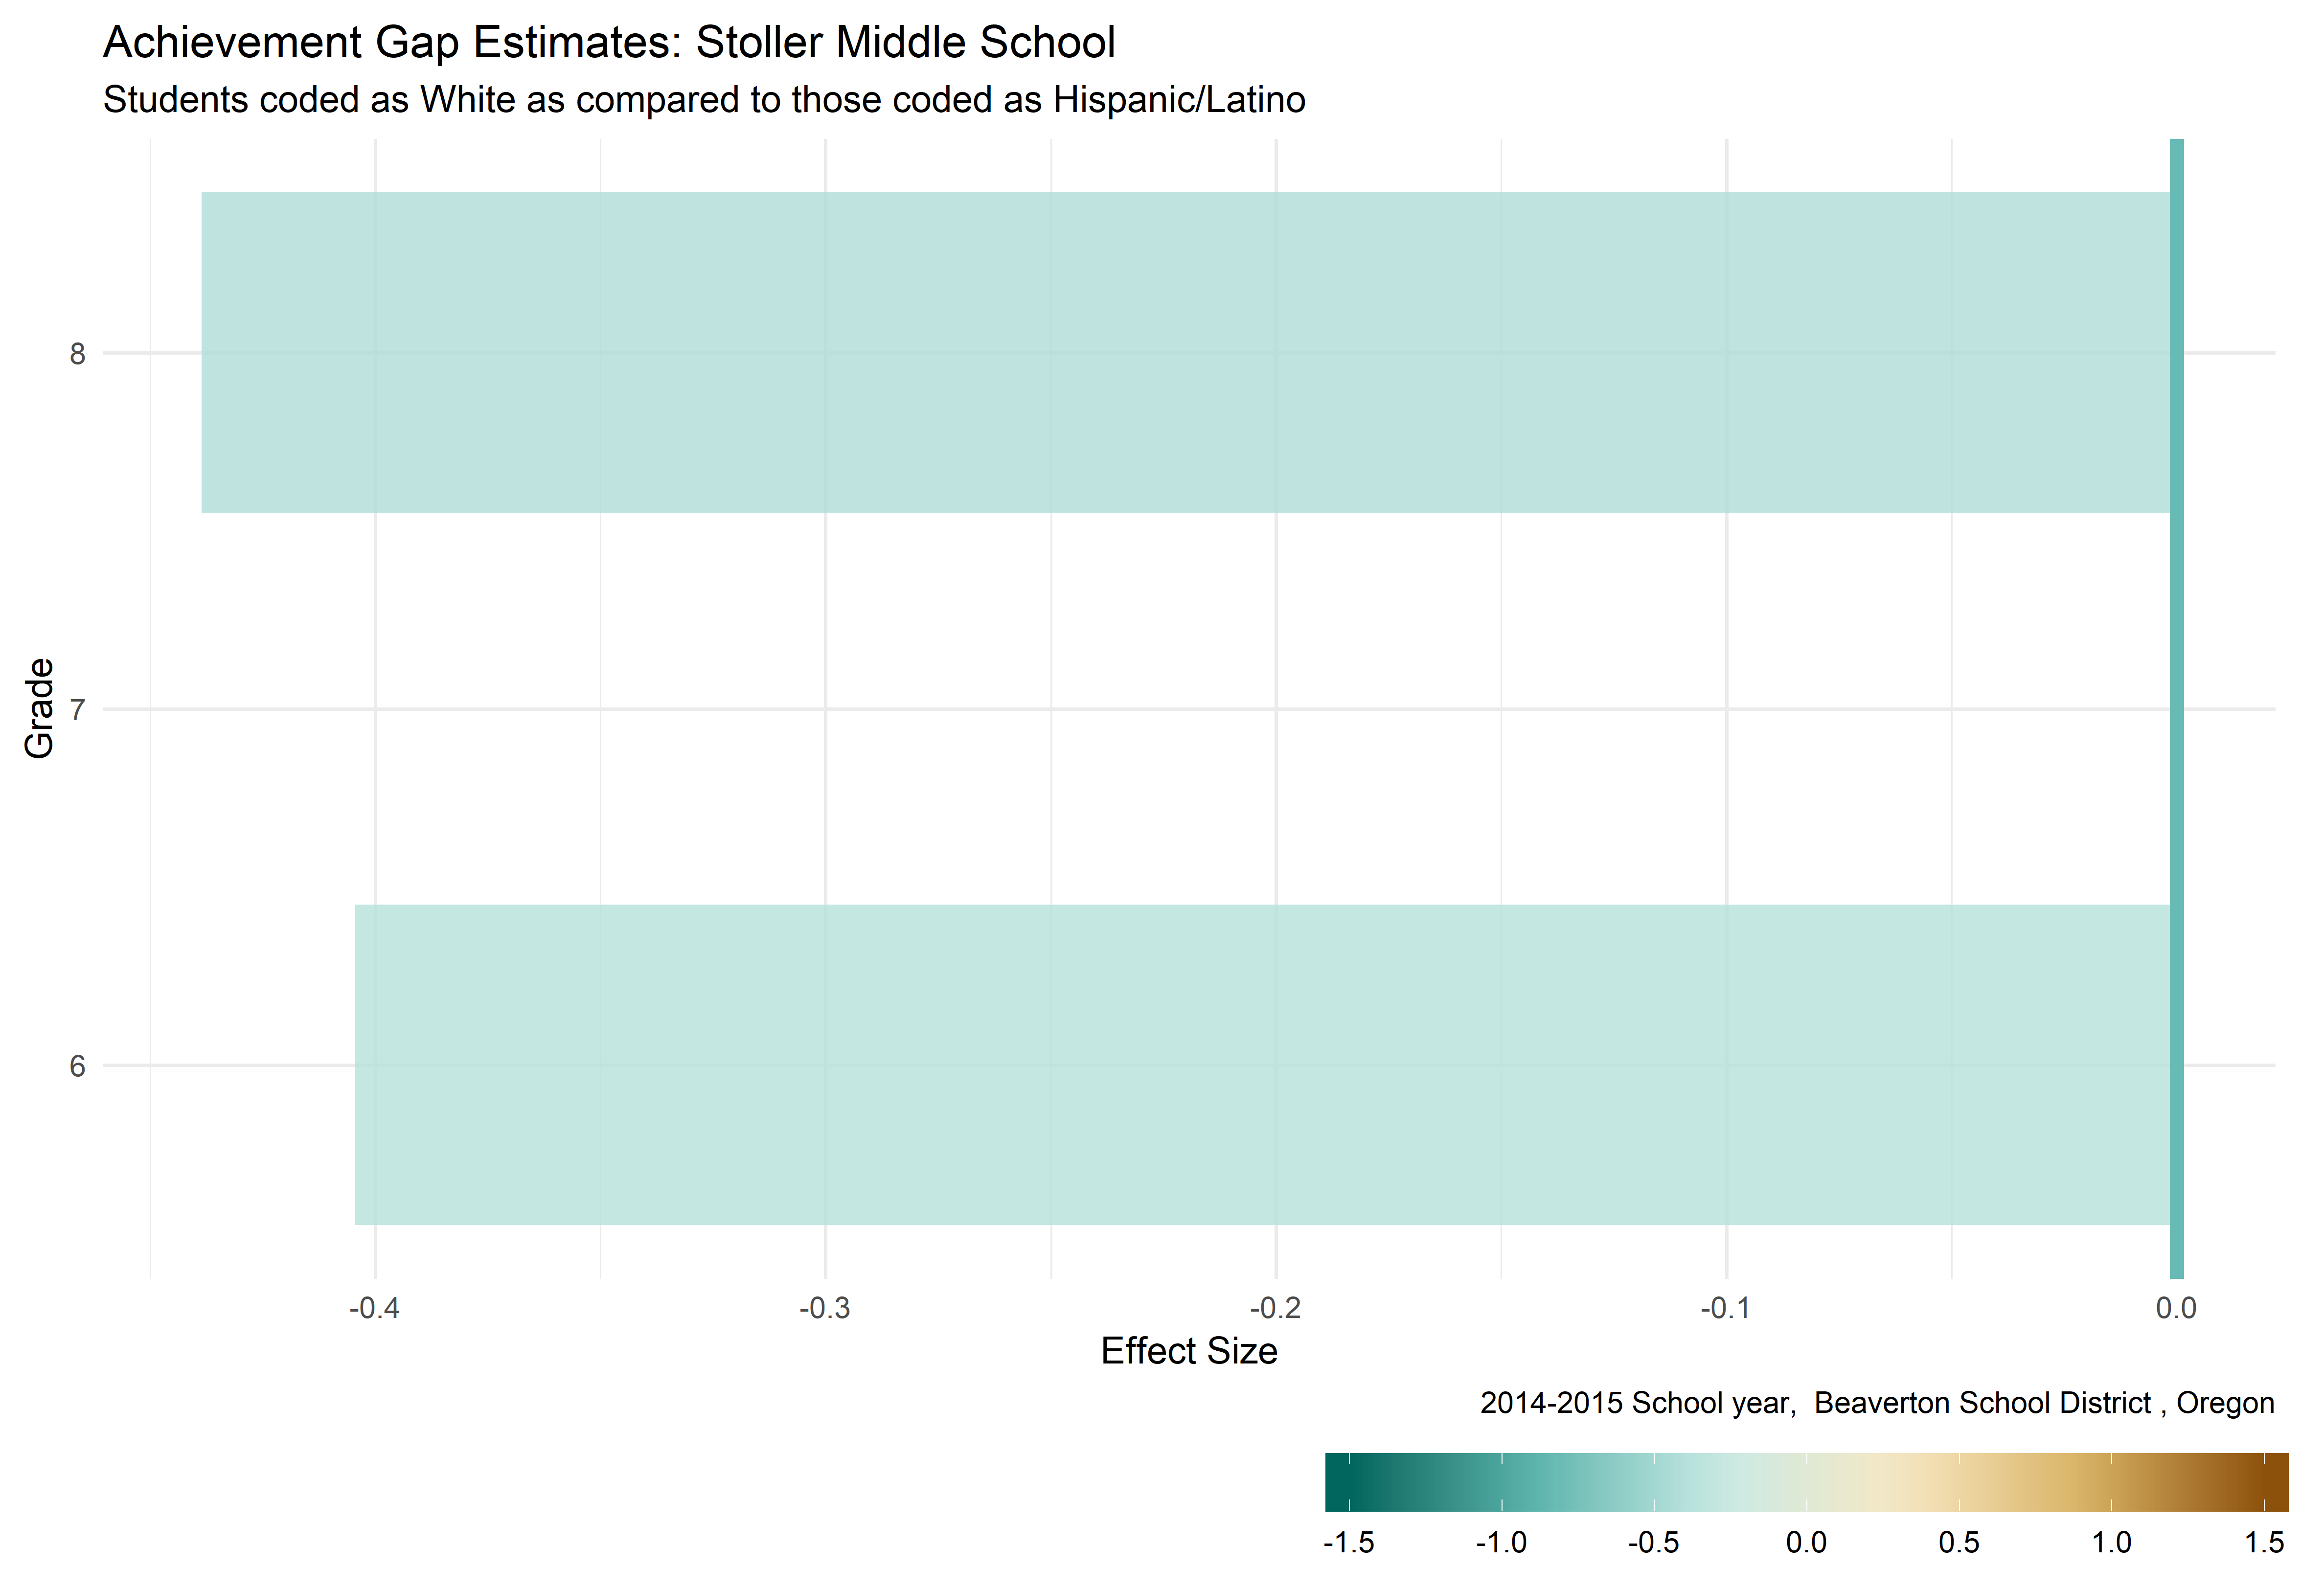 Achievement Gap Estimates: Stoller Middle School
Students coded as White as compared to those coded as Hispanic/Latino
Grade
8
7
6
-0.4 -0.3 -0.2 -0.1 0.0
Effect Size
2014-2015 School year,  Beaverton School District , Oregon
-1.5 -1.0 -0.5 0.0 0.5 1.0 1.5